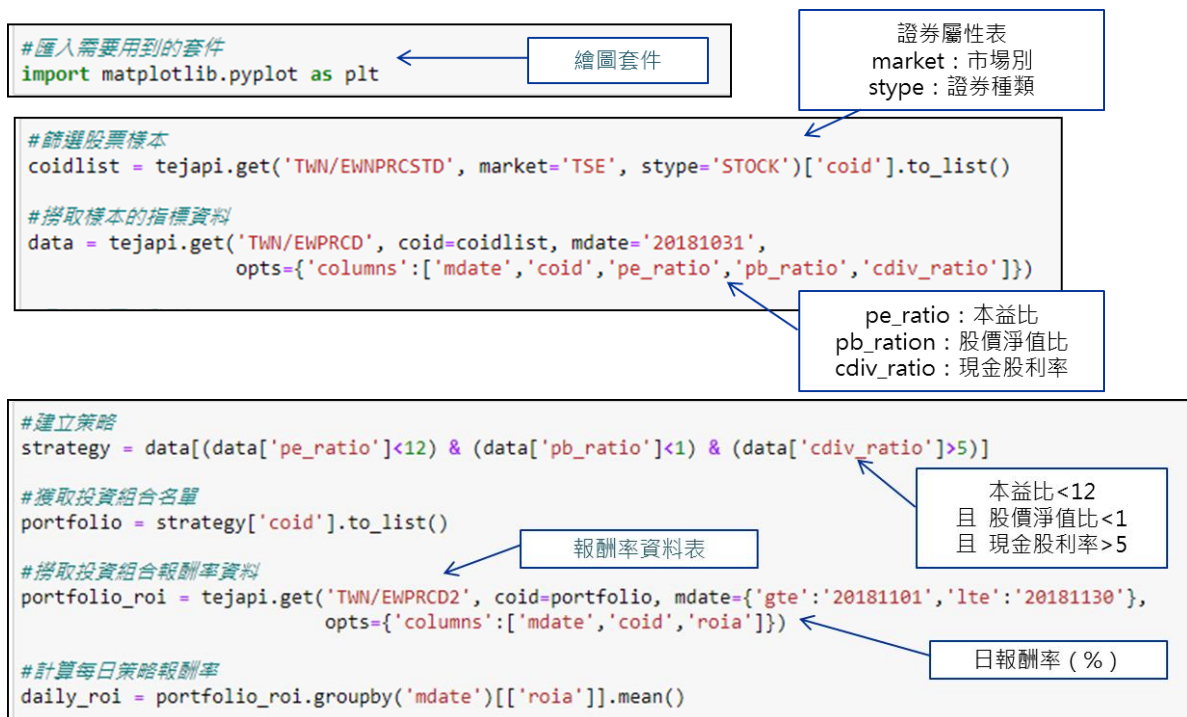 #匯入需要用到的套件
import matplotlib.pyplot as plt
繪圖套件
證券屬性表
market：市場別
stype：證券種類
#篩選股票樣本
coidlist = tejapi.get('TWN/EWNPRCSTD', market='TSE', stype='STOCK')['coid'].to_list()
#撈取樣本的指標資料
data = tejapi.get('TWN/EWPRCD', coid=coidlist, mdate='20181031',
opts={'columns':['mdate','coid','pe_ratio','pb_ratio','cdiv_ratio']})
pe_ratio：本益比
pb_ration：股價淨值比
cdiv_ratio：現金股利率
#建立策略
strategy = data[(data['pe_ratio']<12) & (data['pb_ratio']<1) & (data['cdiv_ratio']>5)]
本益比<12
且 股價淨值比<1
且 現金股利率>5
#獲取投資組合名單
portfolio = strategy['coid'].to_list()
報酬率資料表
#撈取投資組合報酬率資料
portfolio_roi = tejapi.get('TWN/EWPRCD2', coid=portfolio, mdate={'gte':'20181101','lte':'20181130'},
opts={'columns':['mdate','coid','roia']})
日報酬率（%）
#計算每日策略報酬率
daily_roi = portfolio_roi.groupby('mdate')[['roia']].mean()